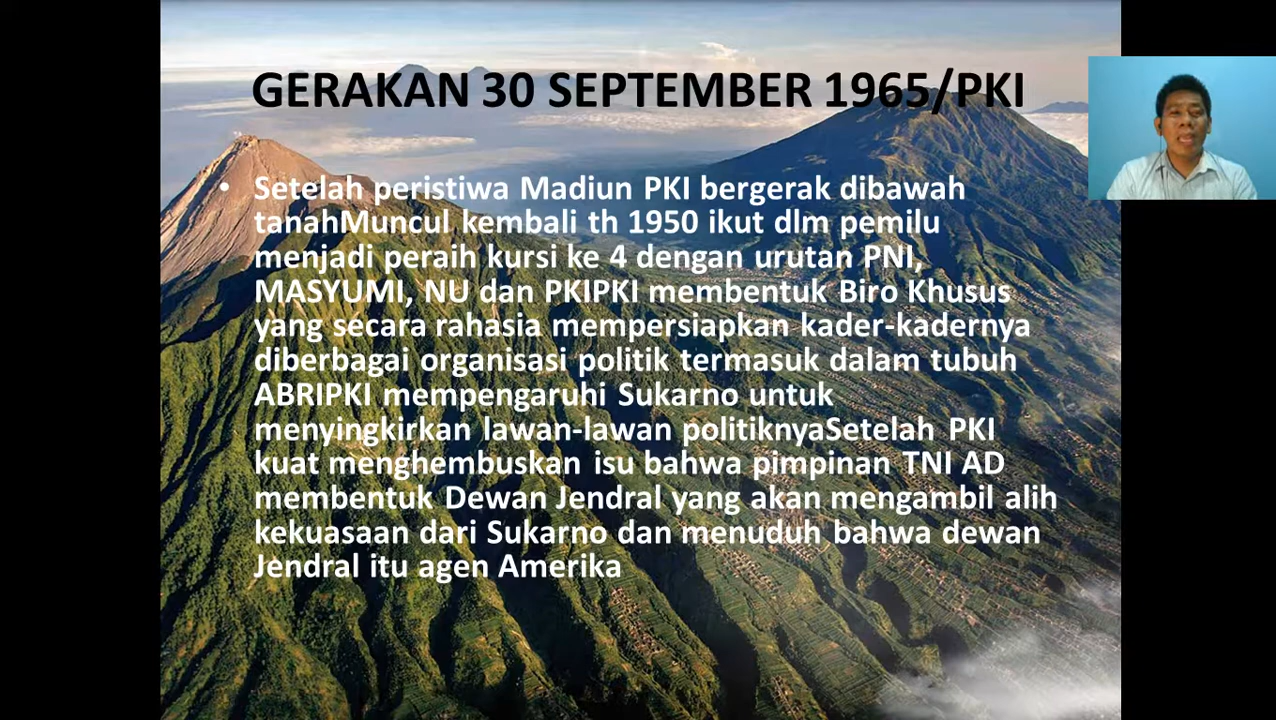 GERAKAN 30 SEPTEMBER 1965/PKI
• Setelah peristiwa Madiun PKI bergerak dibawah
tanahMuncul kembali th 1950 ikut dlm pemilu
menjadi peraih kursi ke 4 dengan urutan PNI,
MASYUMI, NU dan PKIPKI membentuk Biro Khusus
yang secara rahasia mempersiapkan kader-kadernya
diberbagai organisasi politik termasuk dalam tubuh
ABRIPKI mempengaruhi Sukarno untuk
menyingkirkan lawan-lawan politiknyaSetelah PKI
kuat menghembuskan isu bahwa pimpinan TNI AD
membentuk Dewan Jendral yang akan mengambil alih
kekuasaan dari Sukarno dan menuduh bahwa dewan
Jendral itu agen Amerika